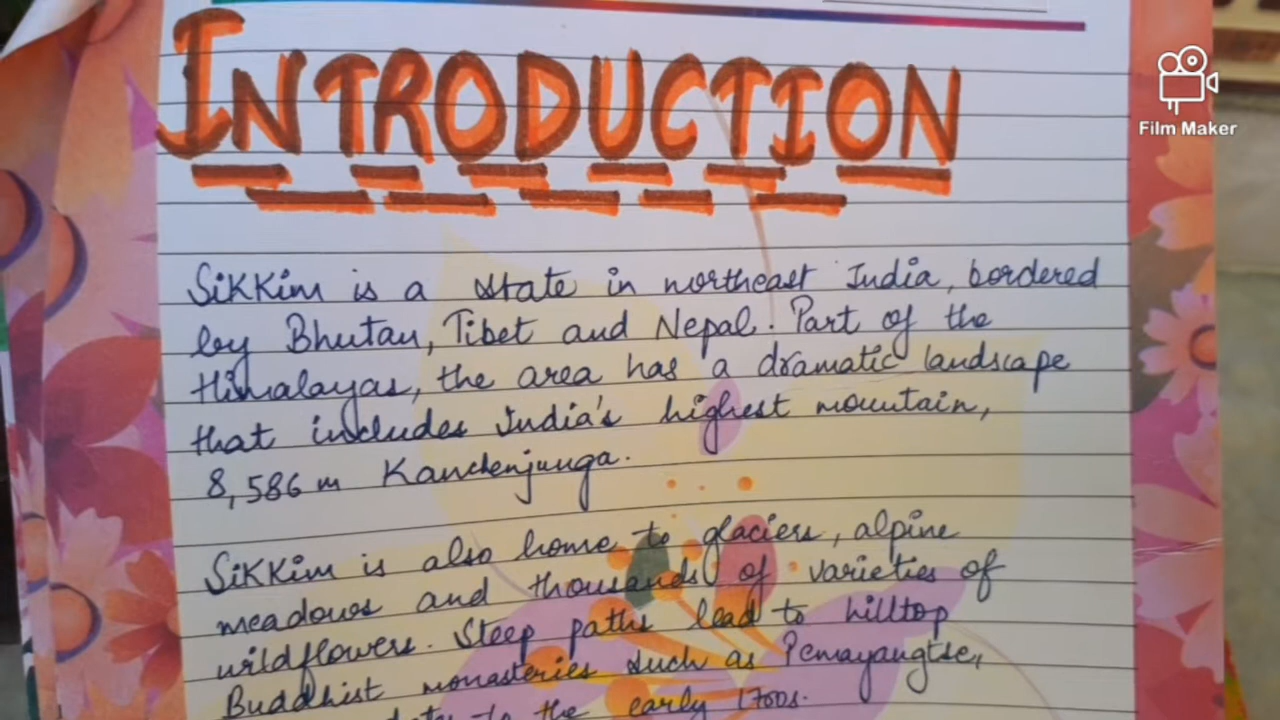 INTRODUCTION
Film Maker
Sikkim is a state in northeast India, bordered
by Bhutan, Tibet and Nepal. Part of the
Himalayas, the area has a dramatic landscape
that includes India's highest mountain,
8,586 m Kanchenjunga.
Sikkim is also home to glaciers, alpine
meadows and thousands of varieties of
wildflowers. Steep paths lead to hilltop
Buddhist monasteries such as Pemayangtse,
to the early 1700s.